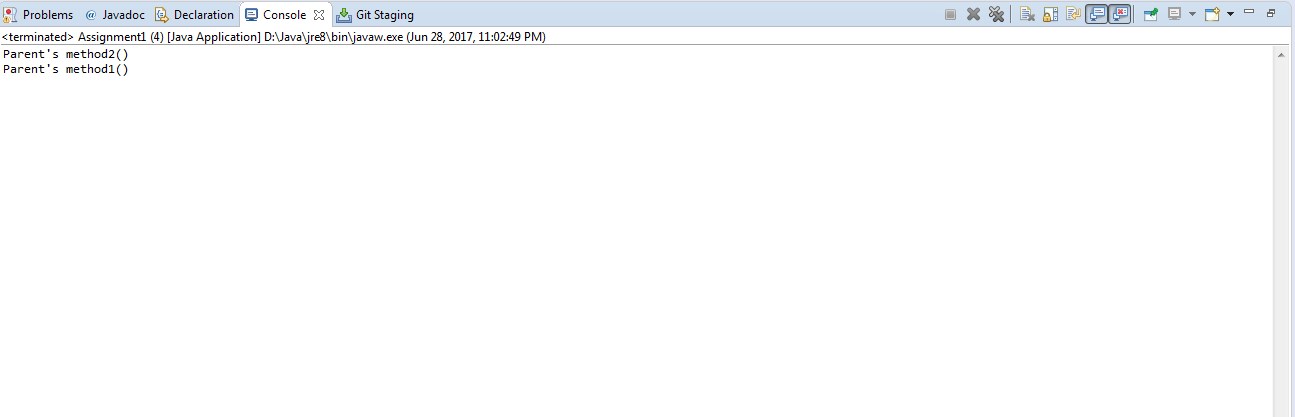 Problems @ Javadoc Declaration Console Git Staging
<terminated> Assignment1 (4) [Java Application] D:\Java\jre8\bin\javaw.exe (Jun 28, 2017, 11:02:49 PM)
Parent's method2()
Parent's method1()